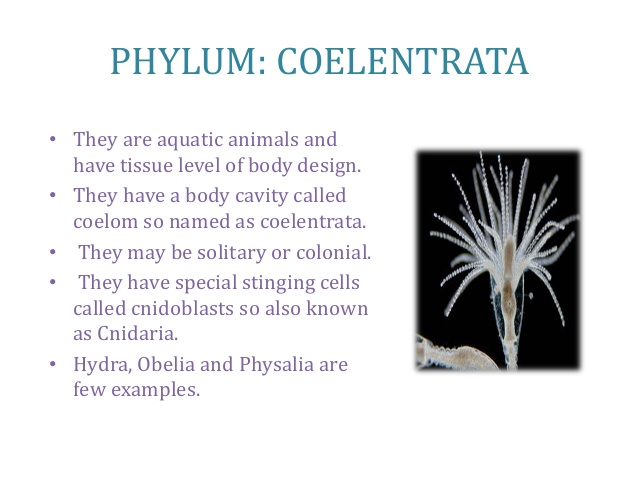 PHYLUM: COELENTRATA
• They are aquatic animals and
have tissue level of body design.
• They have a body cavity called
coelom so named as coelentrata.
• They may be solitary or colonial.
• They have special stinging cells
called cnidoblasts so also known
as Cnidaria.
• Hydra, Obelia and Physalia are
few examples.